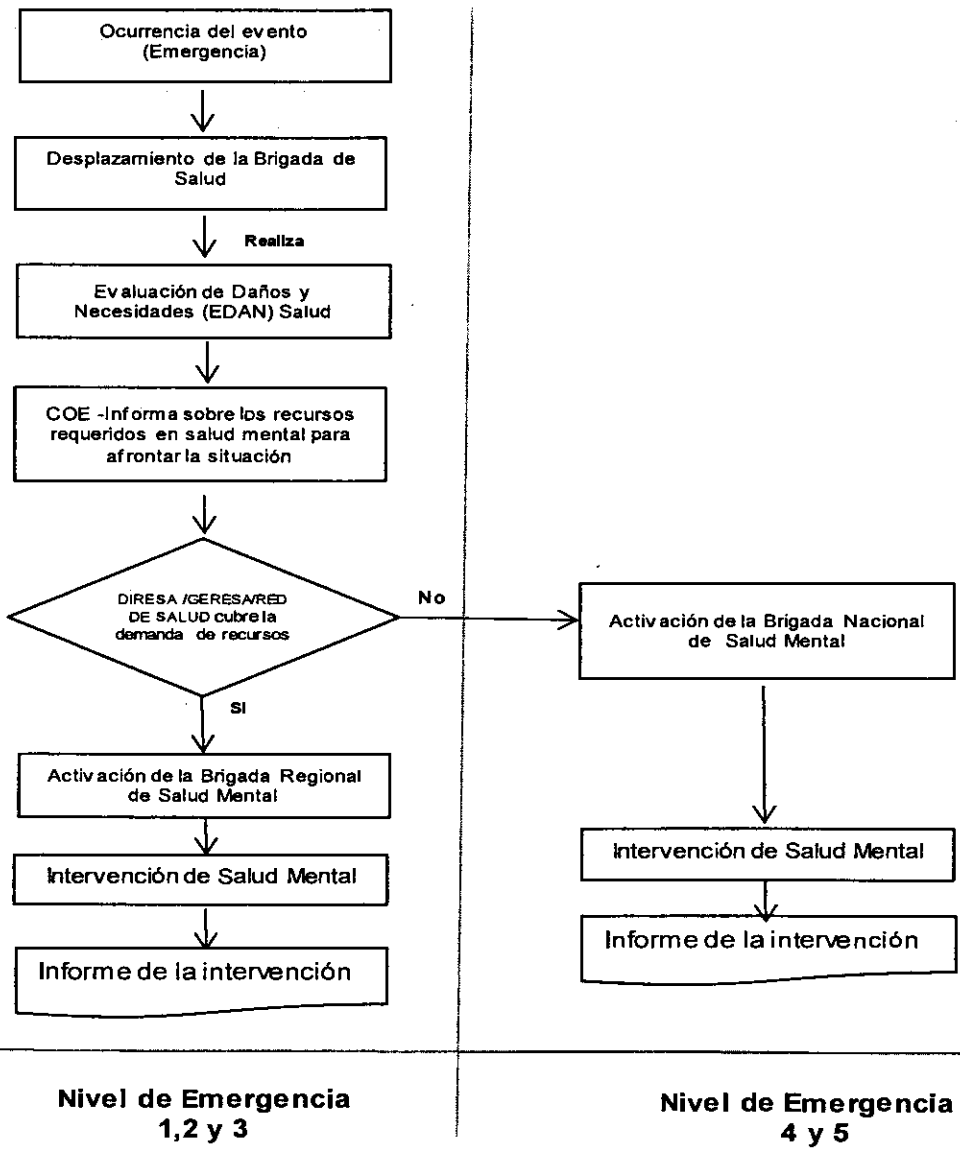 Ocurrencia del evento
(Emergencia)
Desplazamiento de la Brigada de
Salud
Realiza
Evaluación de Daños y
Necesidades (EDAN) Salud
COE -Informa sobre los recursos
requeridos en salud mental para
afrontar la situación
DIRESA /GERESA/RED
DE SALUD cubre la
demanda de recursos
No
Activación de la Brigada Nacional
de Salud Mental
SI
Activación de la Brigada Regional
de Salud Mental
Intervención de Salud Mental
Intervención de Salud Mental
Informe de la intervención
Informe de la intervención
Nivel de Emergencia
1,2 y 3
Nivel de Emergencia
4 y 5